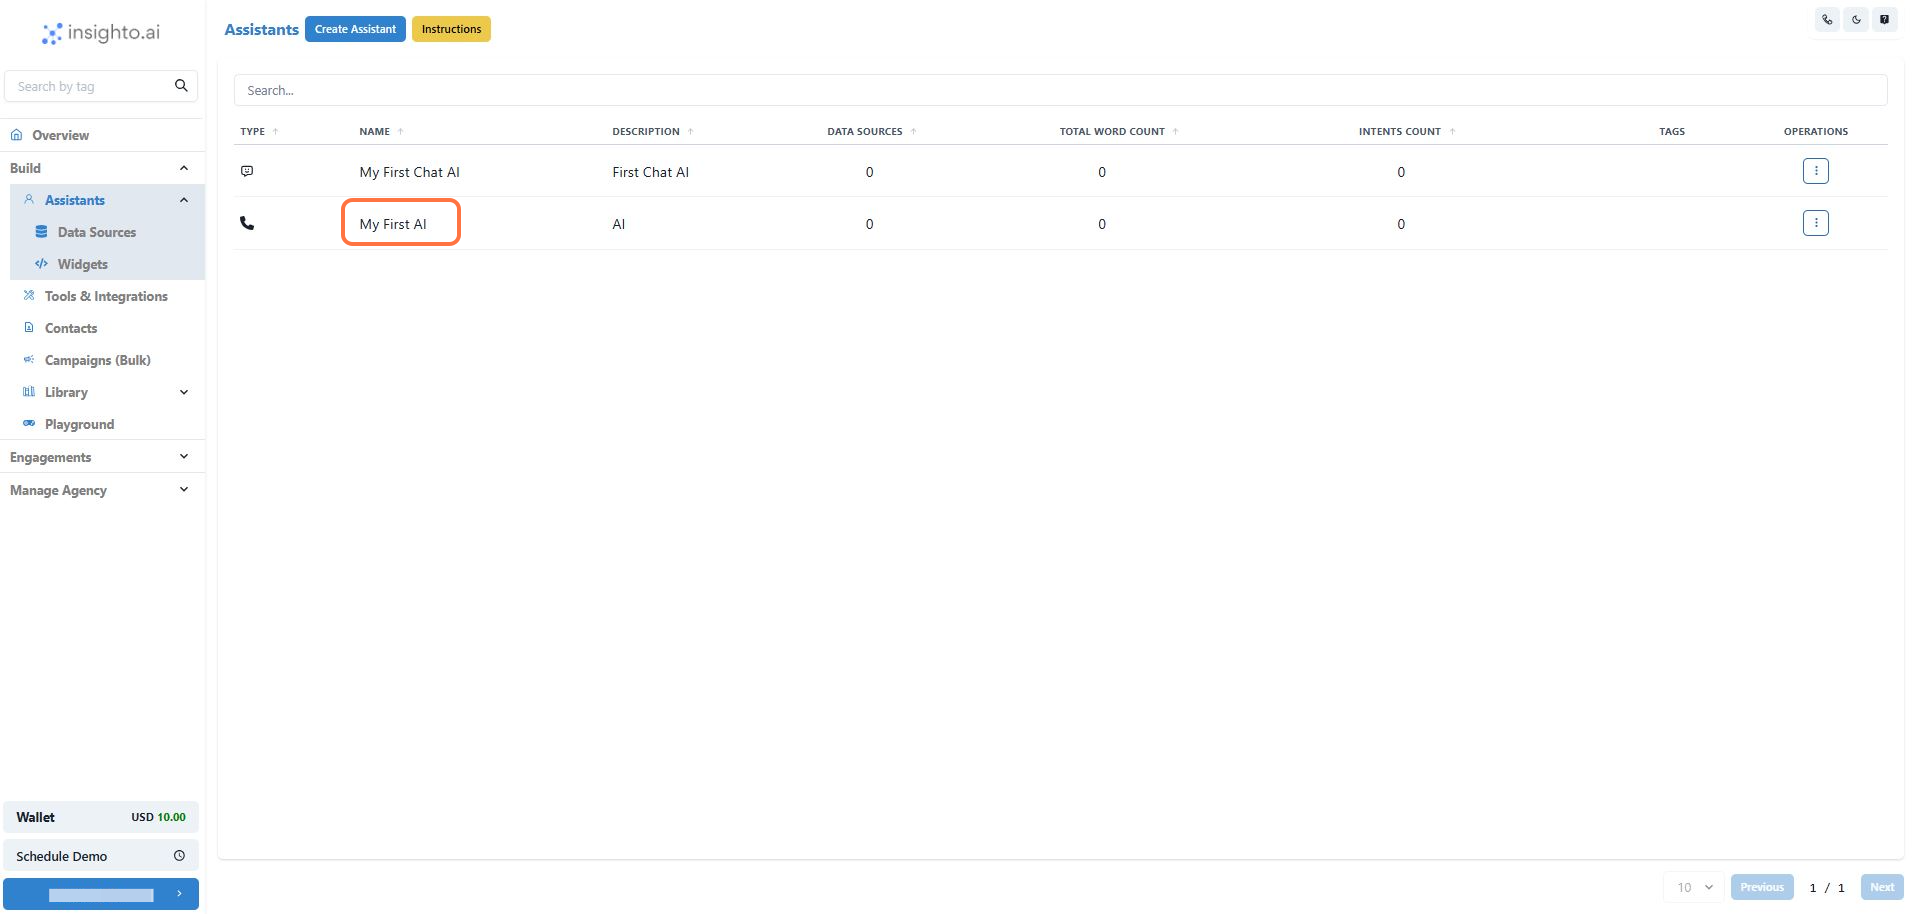 insighto.ai
Search by tag
Overview
Build
Assistants
Data Sources
Widgets
Tools & Integrations
Contacts
Campaigns (Bulk)
Library
Playground
Engagements
Manage Agency
Wallet USD 10.00
Schedule Demo
Assistants Create Assistant Instructions
Search...
TYPE NAME DESCRIPTION DATA SOURCES TOTAL WORD COUNT INTENTS COUNT TAGS OPERATIONS
My First Chat AI First Chat AI 0 0 0
My First AI AI 0 0 0
10 Previous 1 / 1 Next